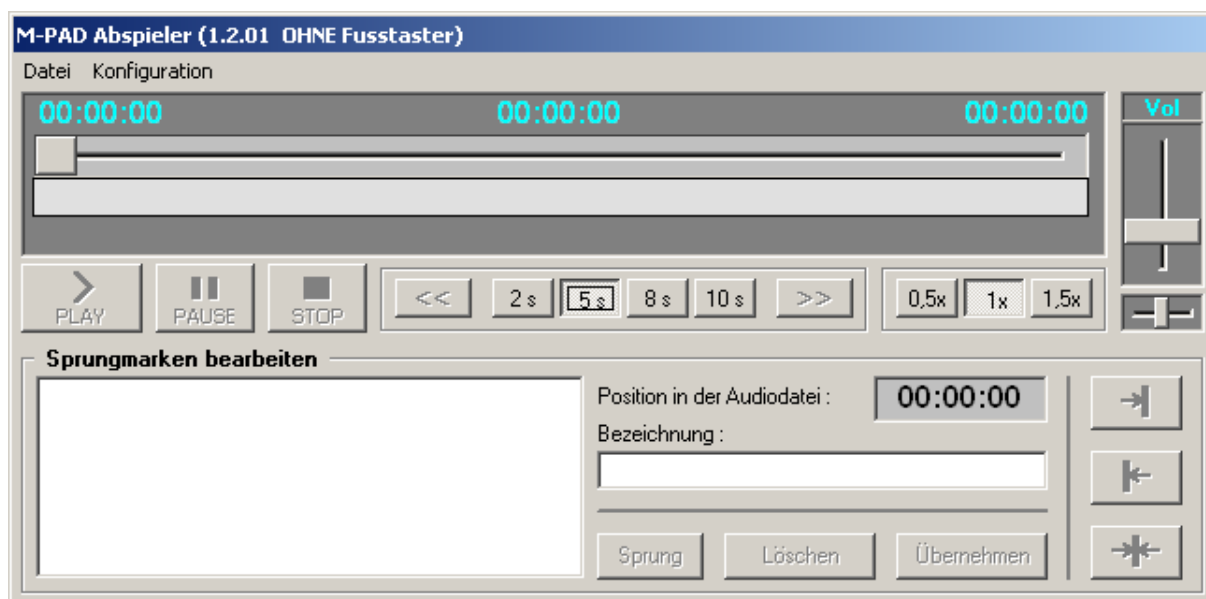 M-PAD Abspieler (1.2.01 OHNE Fusstaster)
Datei Konfiguration
00:00:00 00:00:00 00:00:00 Vol
PLAY PAUSE STOP << 2 s 5 s 8 s 10 s >> 0,5x 1x 1,5x
Sprungmarken bearbeiten
Position in der Audiodatei : 00:00:00
Bezeichnung :
Sprung Löschen Übernehmen